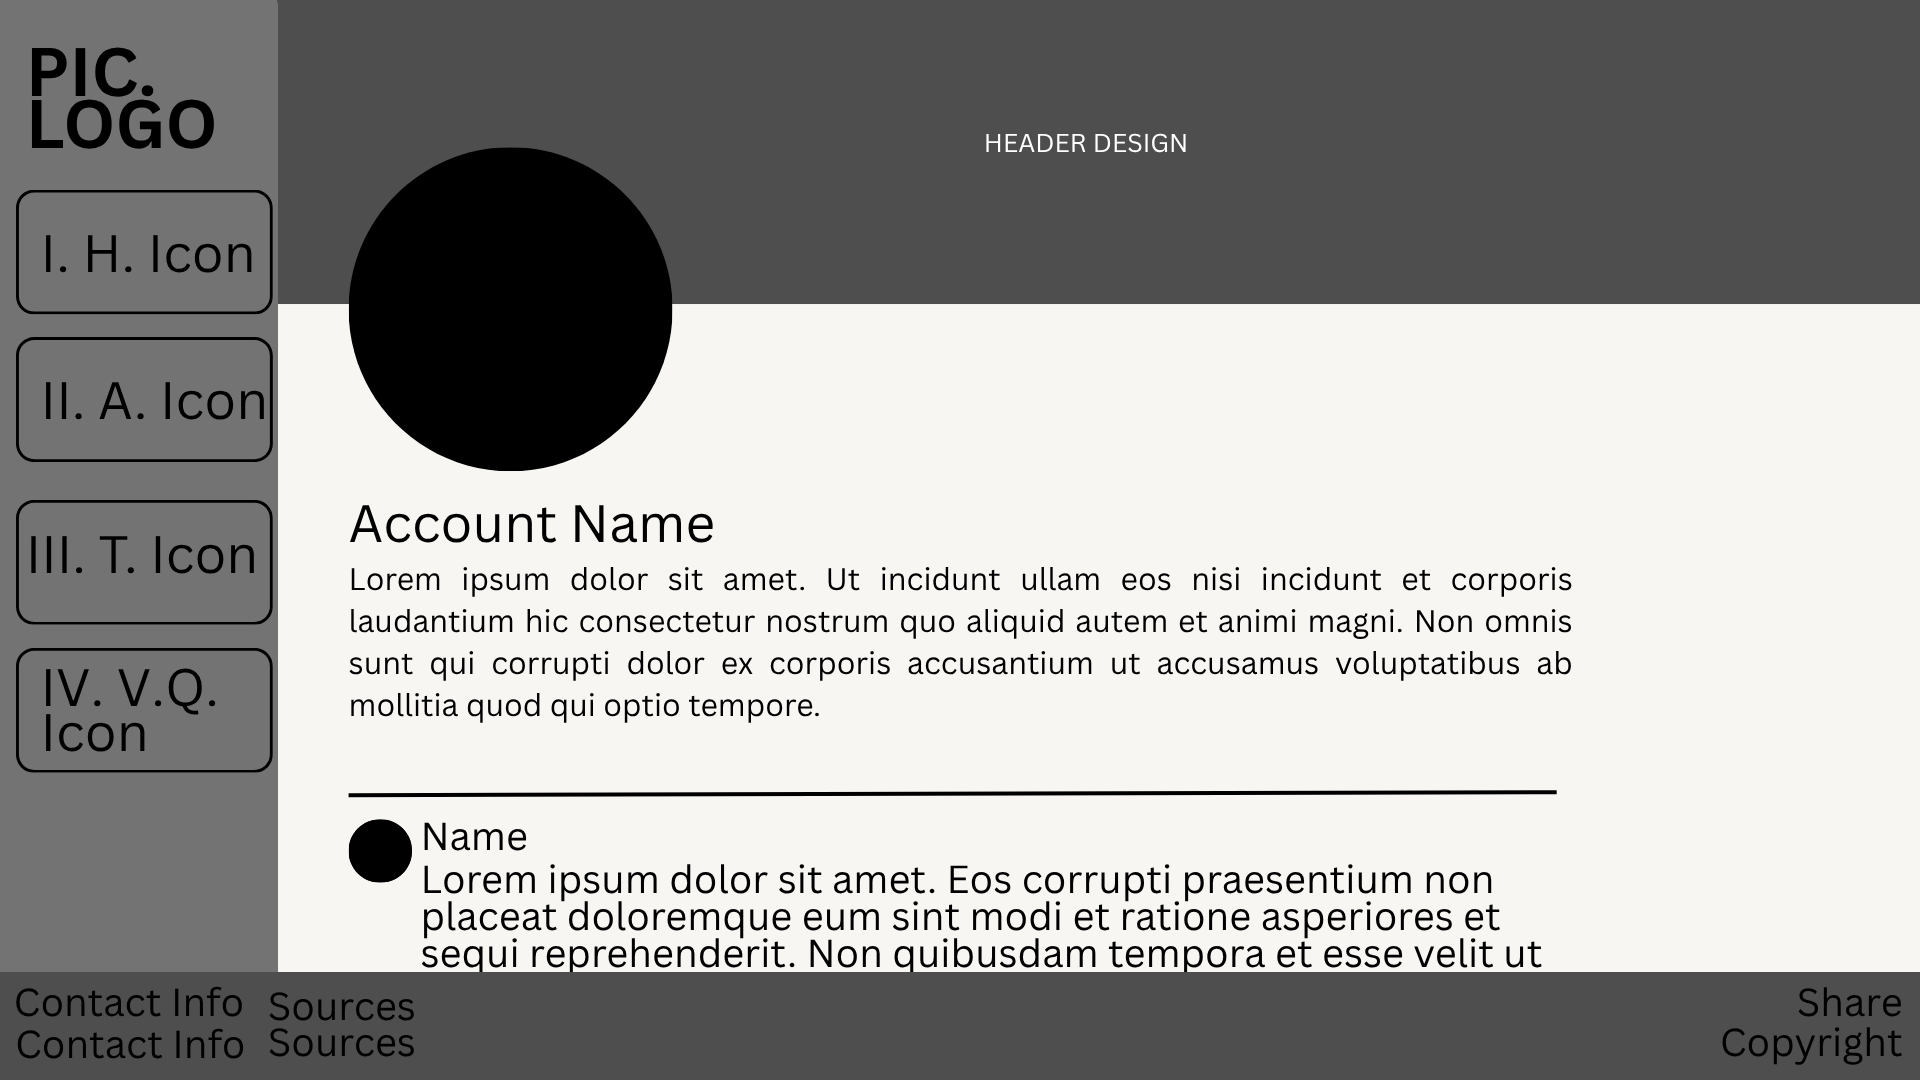 PIC.
LOGO
I. H. Icon
II. A. Icon
III. T. Icon
IV. V.Q.
Icon
HEADER DESIGN
Account Name
Lorem ipsum dolor sit amet. Ut incidunt ullam eos nisi incidunt et corporis
laudantium hic consectetur nostrum quo aliquid autem et animi magni. Non omnis
sunt qui corrupti dolor ex corporis accusantium ut accusamus voluptatibus ab
mollitia quod qui optio tempore.
Name
Lorem ipsum dolor sit amet. Eos corrupti praesentium non
placeat doloremque eum sint modi et ratione asperiores et
sequi reprehenderit. Non quibusdam tempora et esse velit ut
Contact Info
Contact Info
Sources
Sources
Share
Copyright